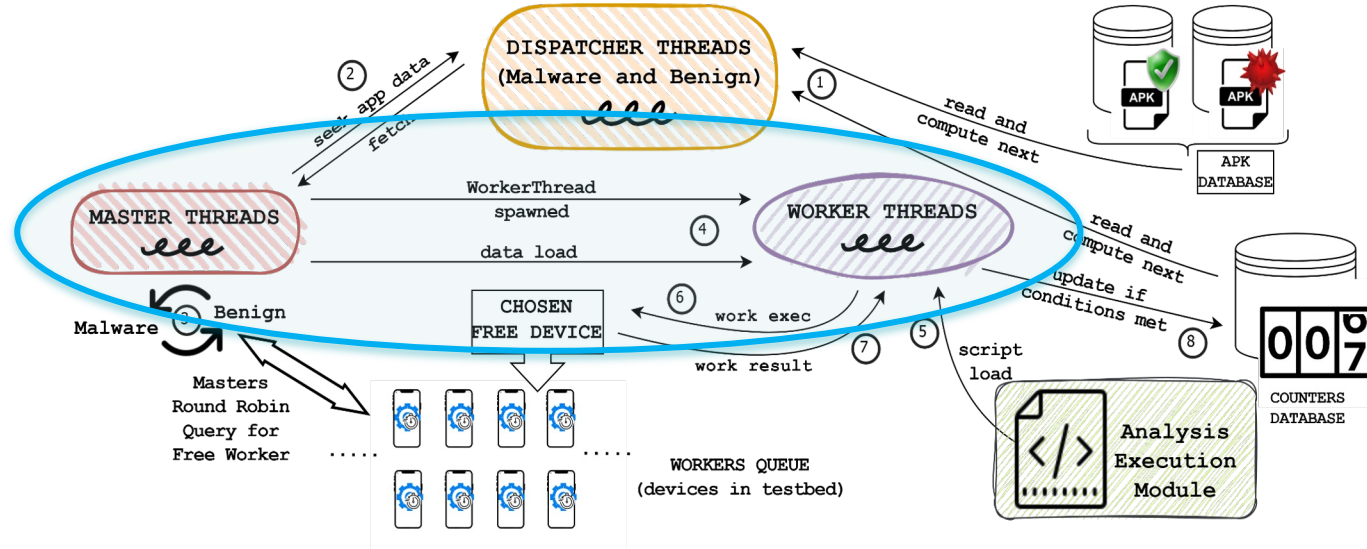 DISPATCHER THREADS
(Malware and Benign)
1
2
seek app data
fetch
read and
compute next
APK
APK
APK
DATABASE
MASTER THREADS
WorkerThread
spawned
data load
4
WORKER THREADS
read and
compute next
update if
conditions met
8
3
Malware
Benign
CHOSEN
FREE DEVICE
6
work exec
7
work result
5
script
load
006
7
COUNTERS
DATABASE
Masters
Round Robin
Query for
Free Worker
.....
.....
WORKERS QUEUE
(devices in testbed)
</>
Analysis
Execution
Module